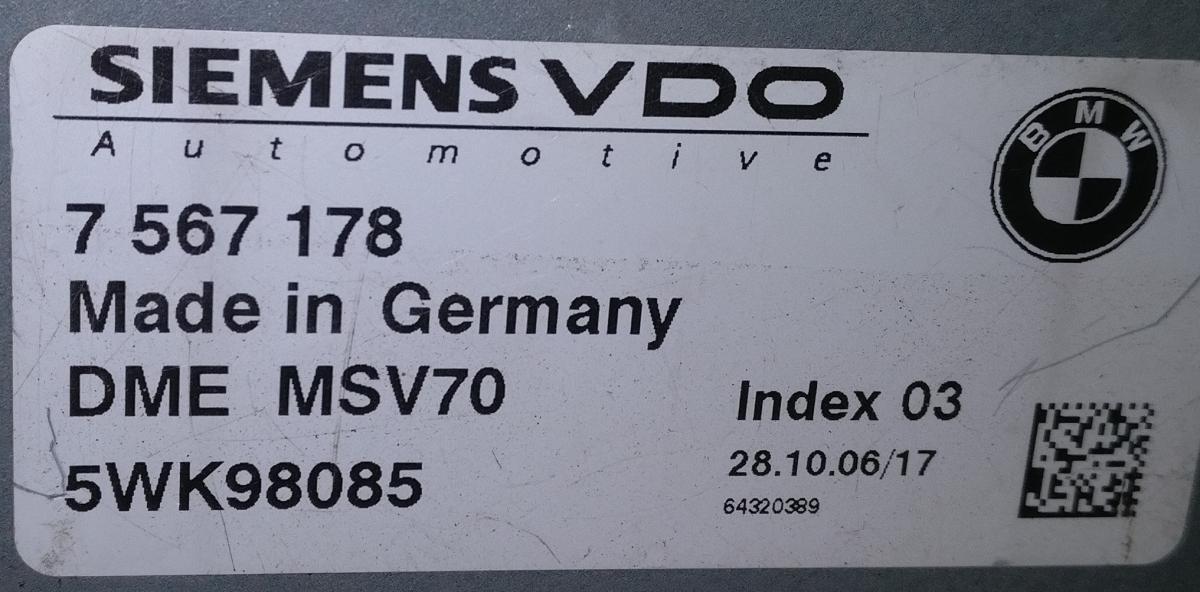 SIEMENS VDO
Automotive
BMW
7 567 178
Made in Germany
DME MSV70
Index 03
5WK98085
28.10.06/17
64320389